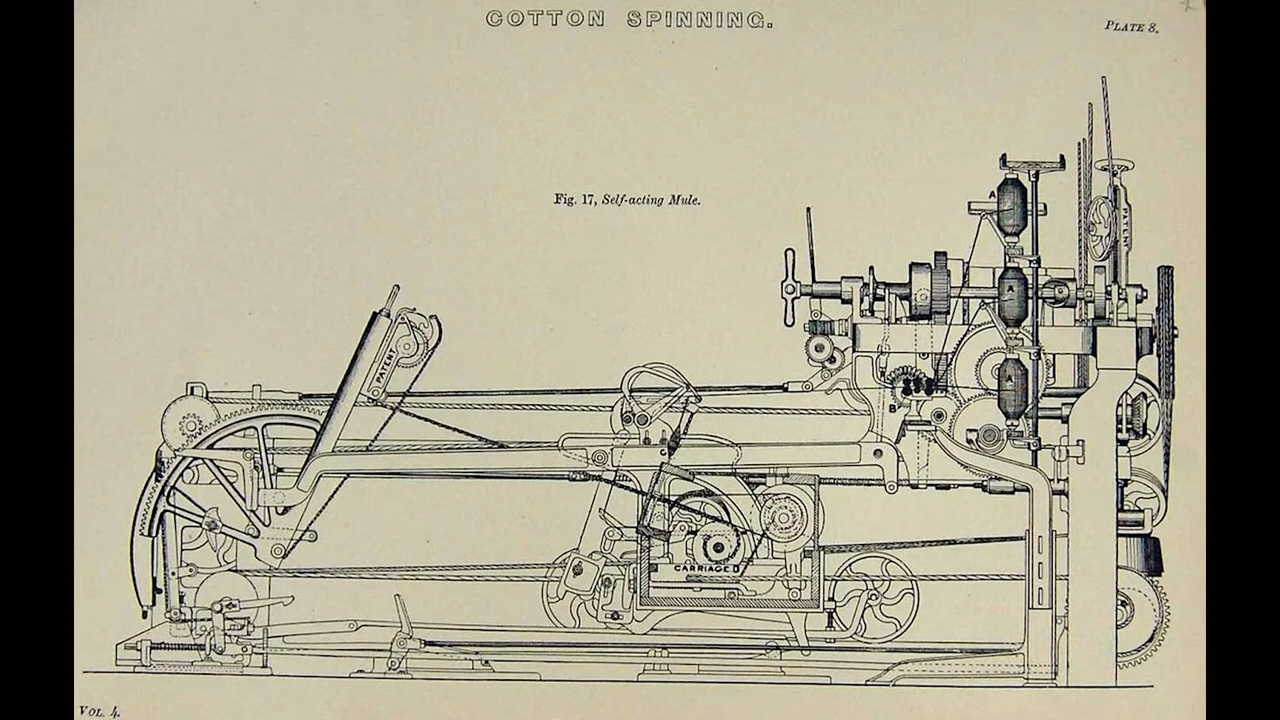 COTTON SPINNING.
PLATE 8.
Fig. 17, Self-acting Mule.
A
PATENT
A
PATENT
A
B
C
CARRIAGE D
VOL. 4.